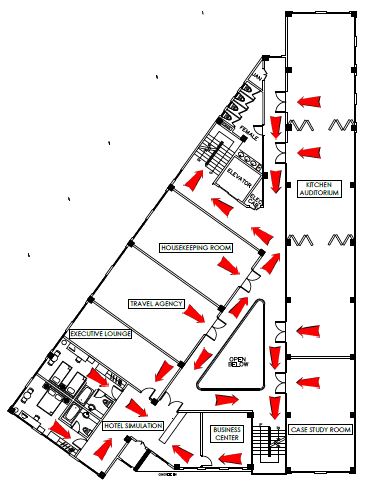 JAN.
FEMALE
ELEVATOR
ELEC.
KITCHEN
AUDITORIUM
HOUSEKEEPING ROOM
TRAVEL AGENCY
EXECUTIVE LOUNGE
OPEN
BELOW
HOTEL SIMULATION
BUSINESS
CENTER
CASE STUDY ROOM